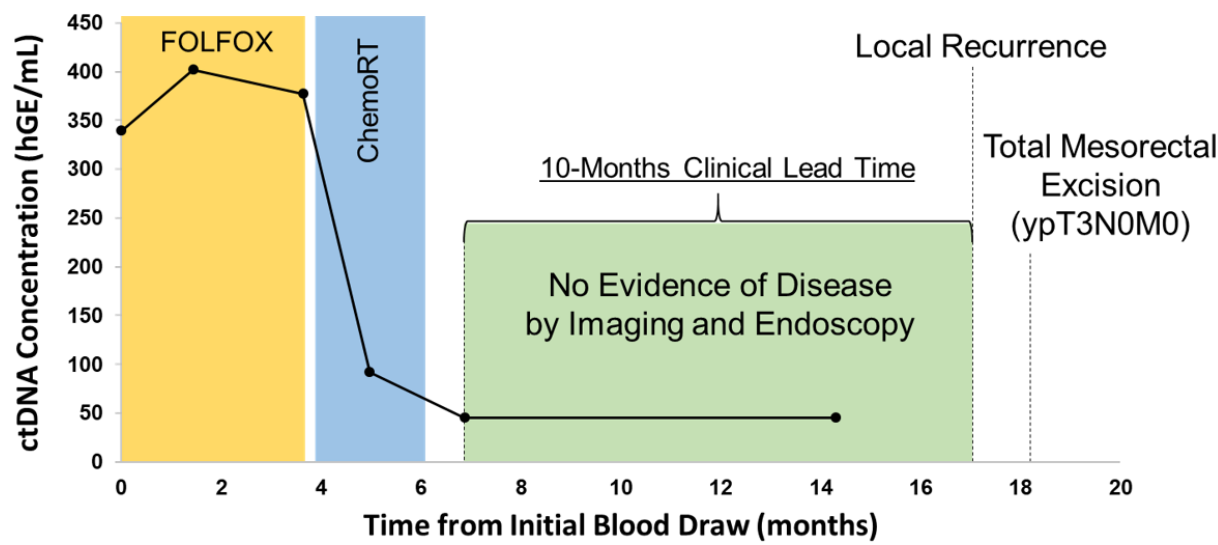 ctDNA Concentration (hGE/mL)
450
400
350
300
250
200
150
100
50
0
FOLFOX
ChemoRT
10-Months Clinical Lead Time
No Evidence of Disease
by Imaging and Endoscopy
Local Recurrence
Total Mesorectal
Excision
(ypT3N0M0)
0 2 4 6 8 10 12 14 16 18 20
Time from Initial Blood Draw (months)